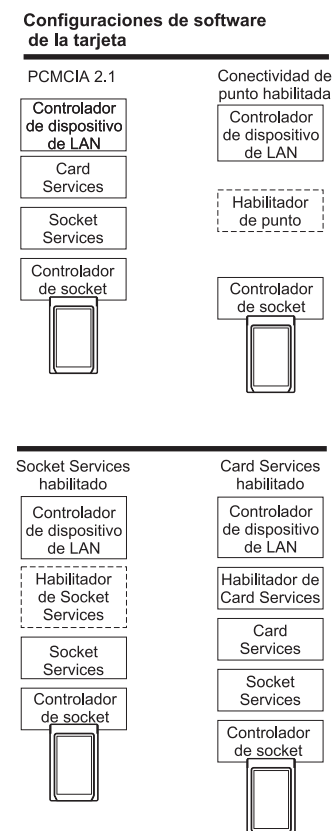 Configuraciones de software
de la tarjeta
PCMCIA 2.1
Controlador
de dispositivo
de LAN
Card
Services
Socket
Services
Controlador
de socket
Conectividad de
punto habilitada
Controlador
de dispositivo
de LAN
Habilitador
de punto
Controlador
de socket
Socket Services
habilitado
Controlador
de dispositivo
de LAN
Habilitador
de Socket
Services
Socket
Services
Controlador
de socket
Card Services
habilitado
Controlador
de dispositivo
de LAN
Habilitador de
Card Services
Card
Services
Socket
Services
Controlador
de socket